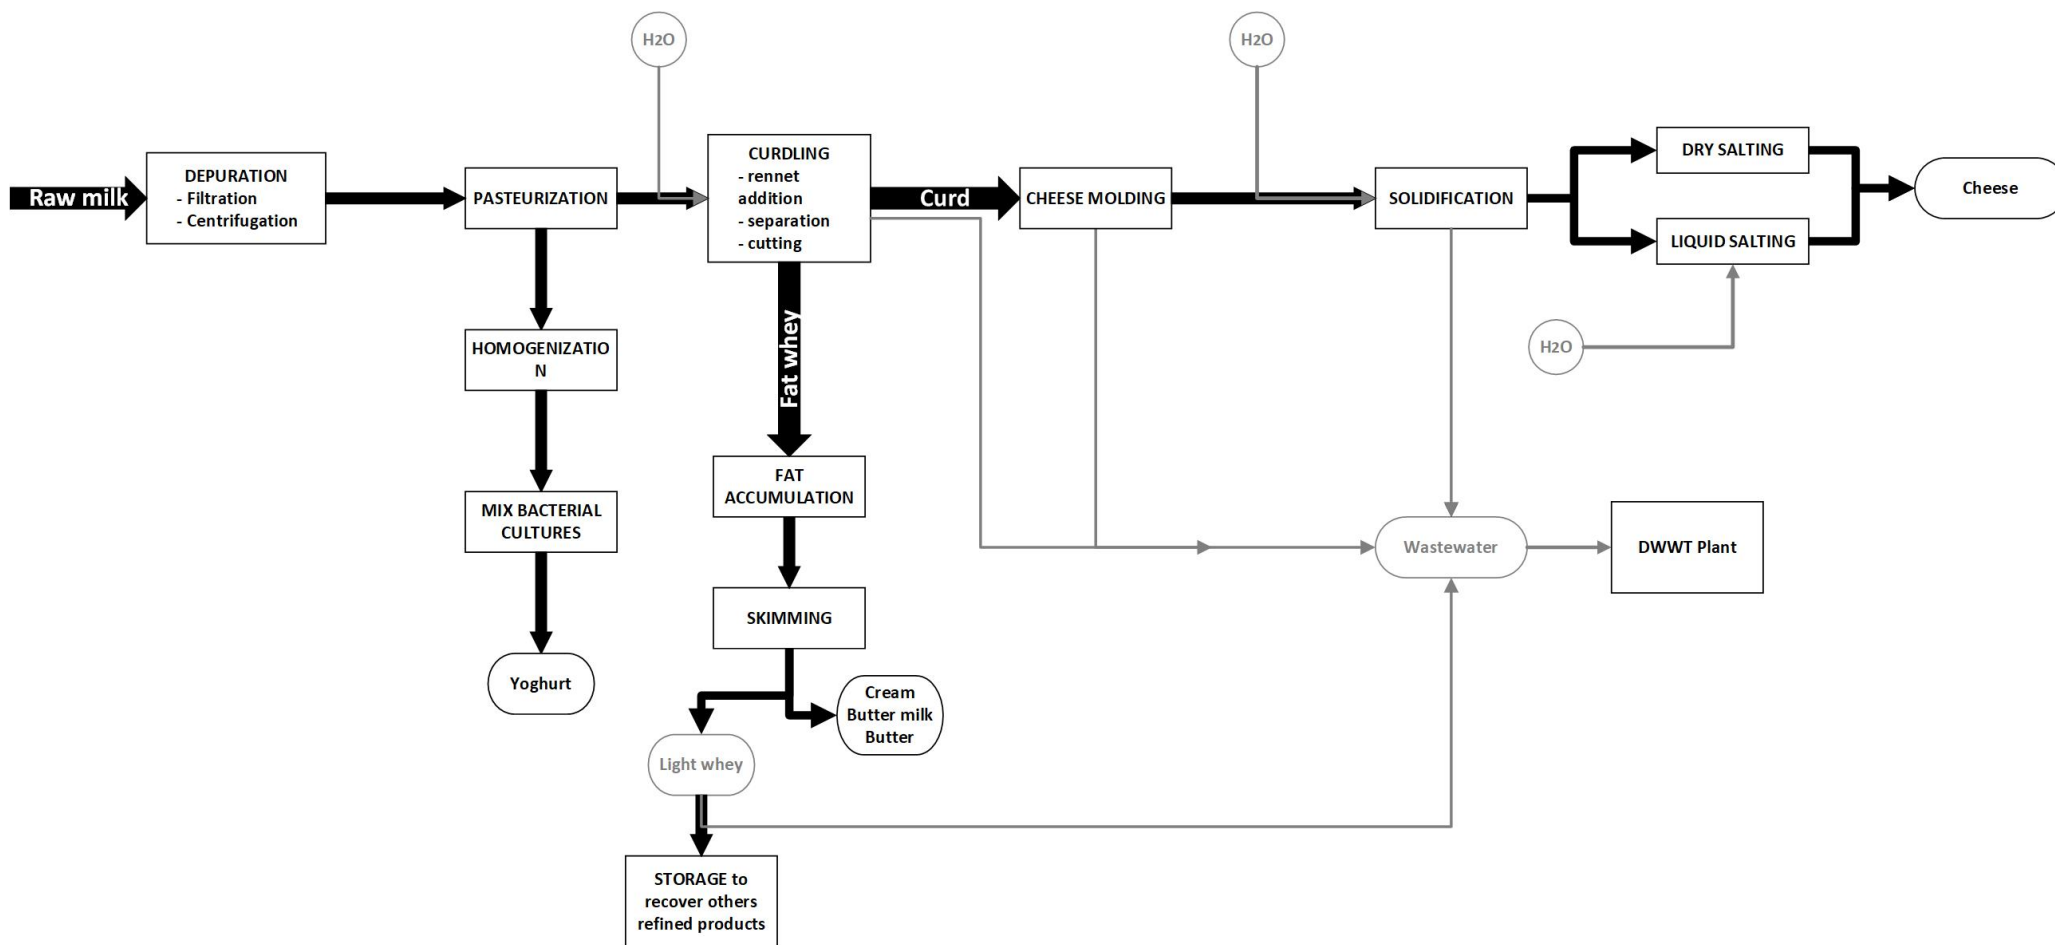 H2O
H2O
Raw milk
DEPURATION
- Filtration
- Centrifugation
PASTEURIZATION
CURDLING
- rennet
addition
- separation
- cutting
Curd
CHEESE MOLDING
SOLIDIFICATION
DRY SALTING
LIQUID SALTING
Cheese
H2O
HOMOGENIZATIO
N
Fat whey
MIX BACTERIAL
CULTURES
FAT
ACCUMULATION
Wastewater
DWWT Plant
SKIMMING
Yoghurt
Cream
Butter milk
Butter
Light whey
STORAGE to
recover others
refined products